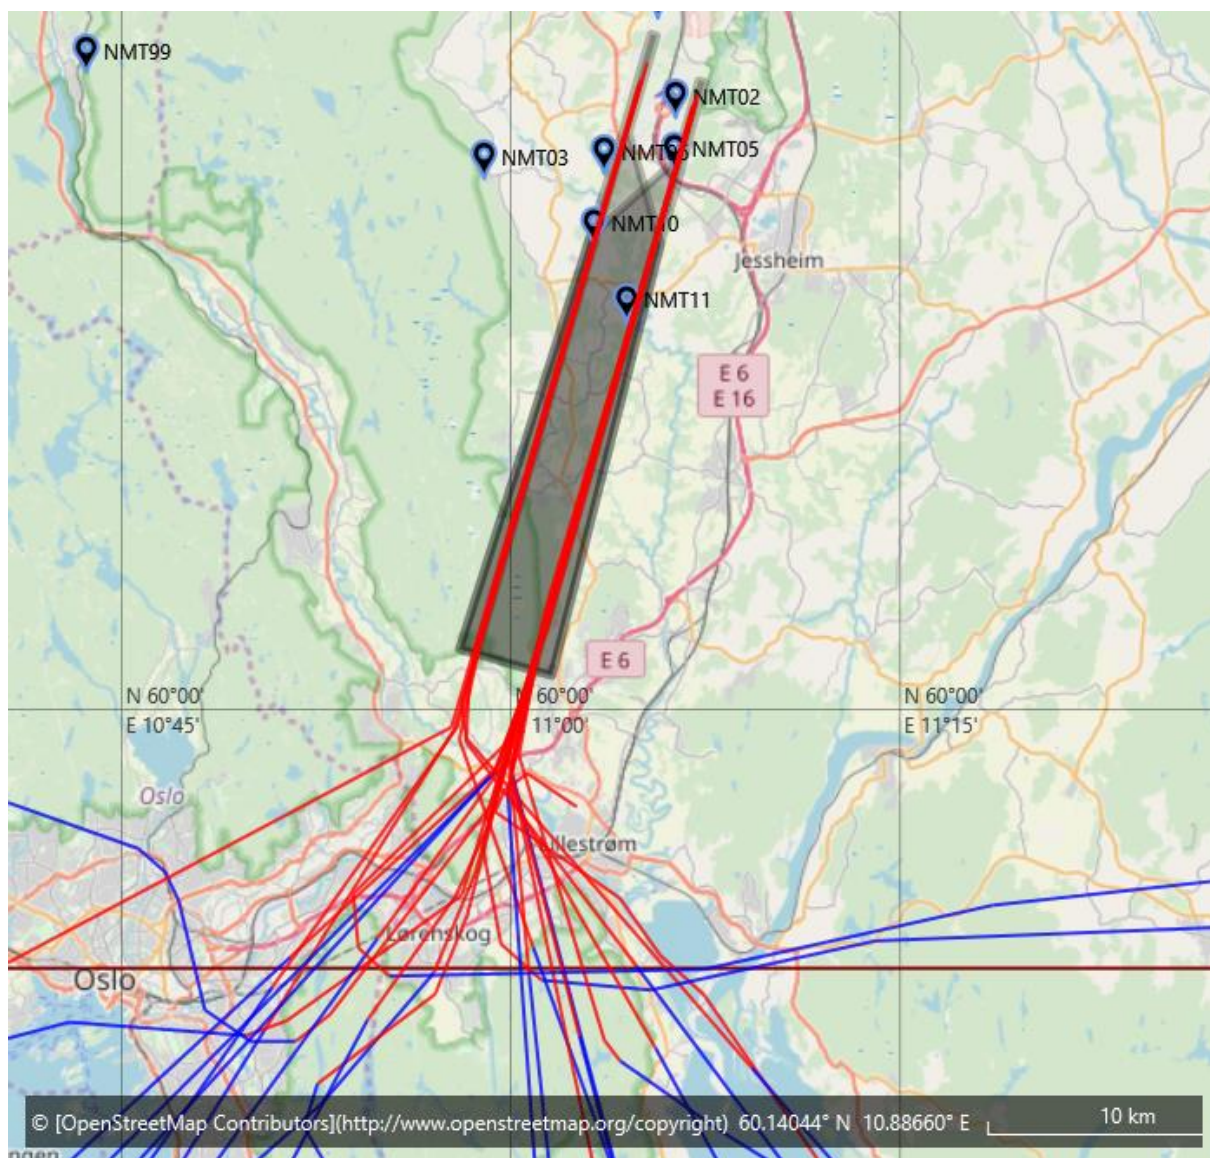 NMT99
NMT02
NMT05
NMT03
NMT10
Jessheim
NMT11
E 6
E 16
E 6
N 60°00'
E 10°45'
N 60°00'
11°00'
N 60°00'
E 11°15'
Oslo
Lillestrøm
Lørenskog
Oslo
© [OpenStreetMap Contributors](http://www.openstreetmap.org/copyright) 60.14044° N 10.88660° E
10 km